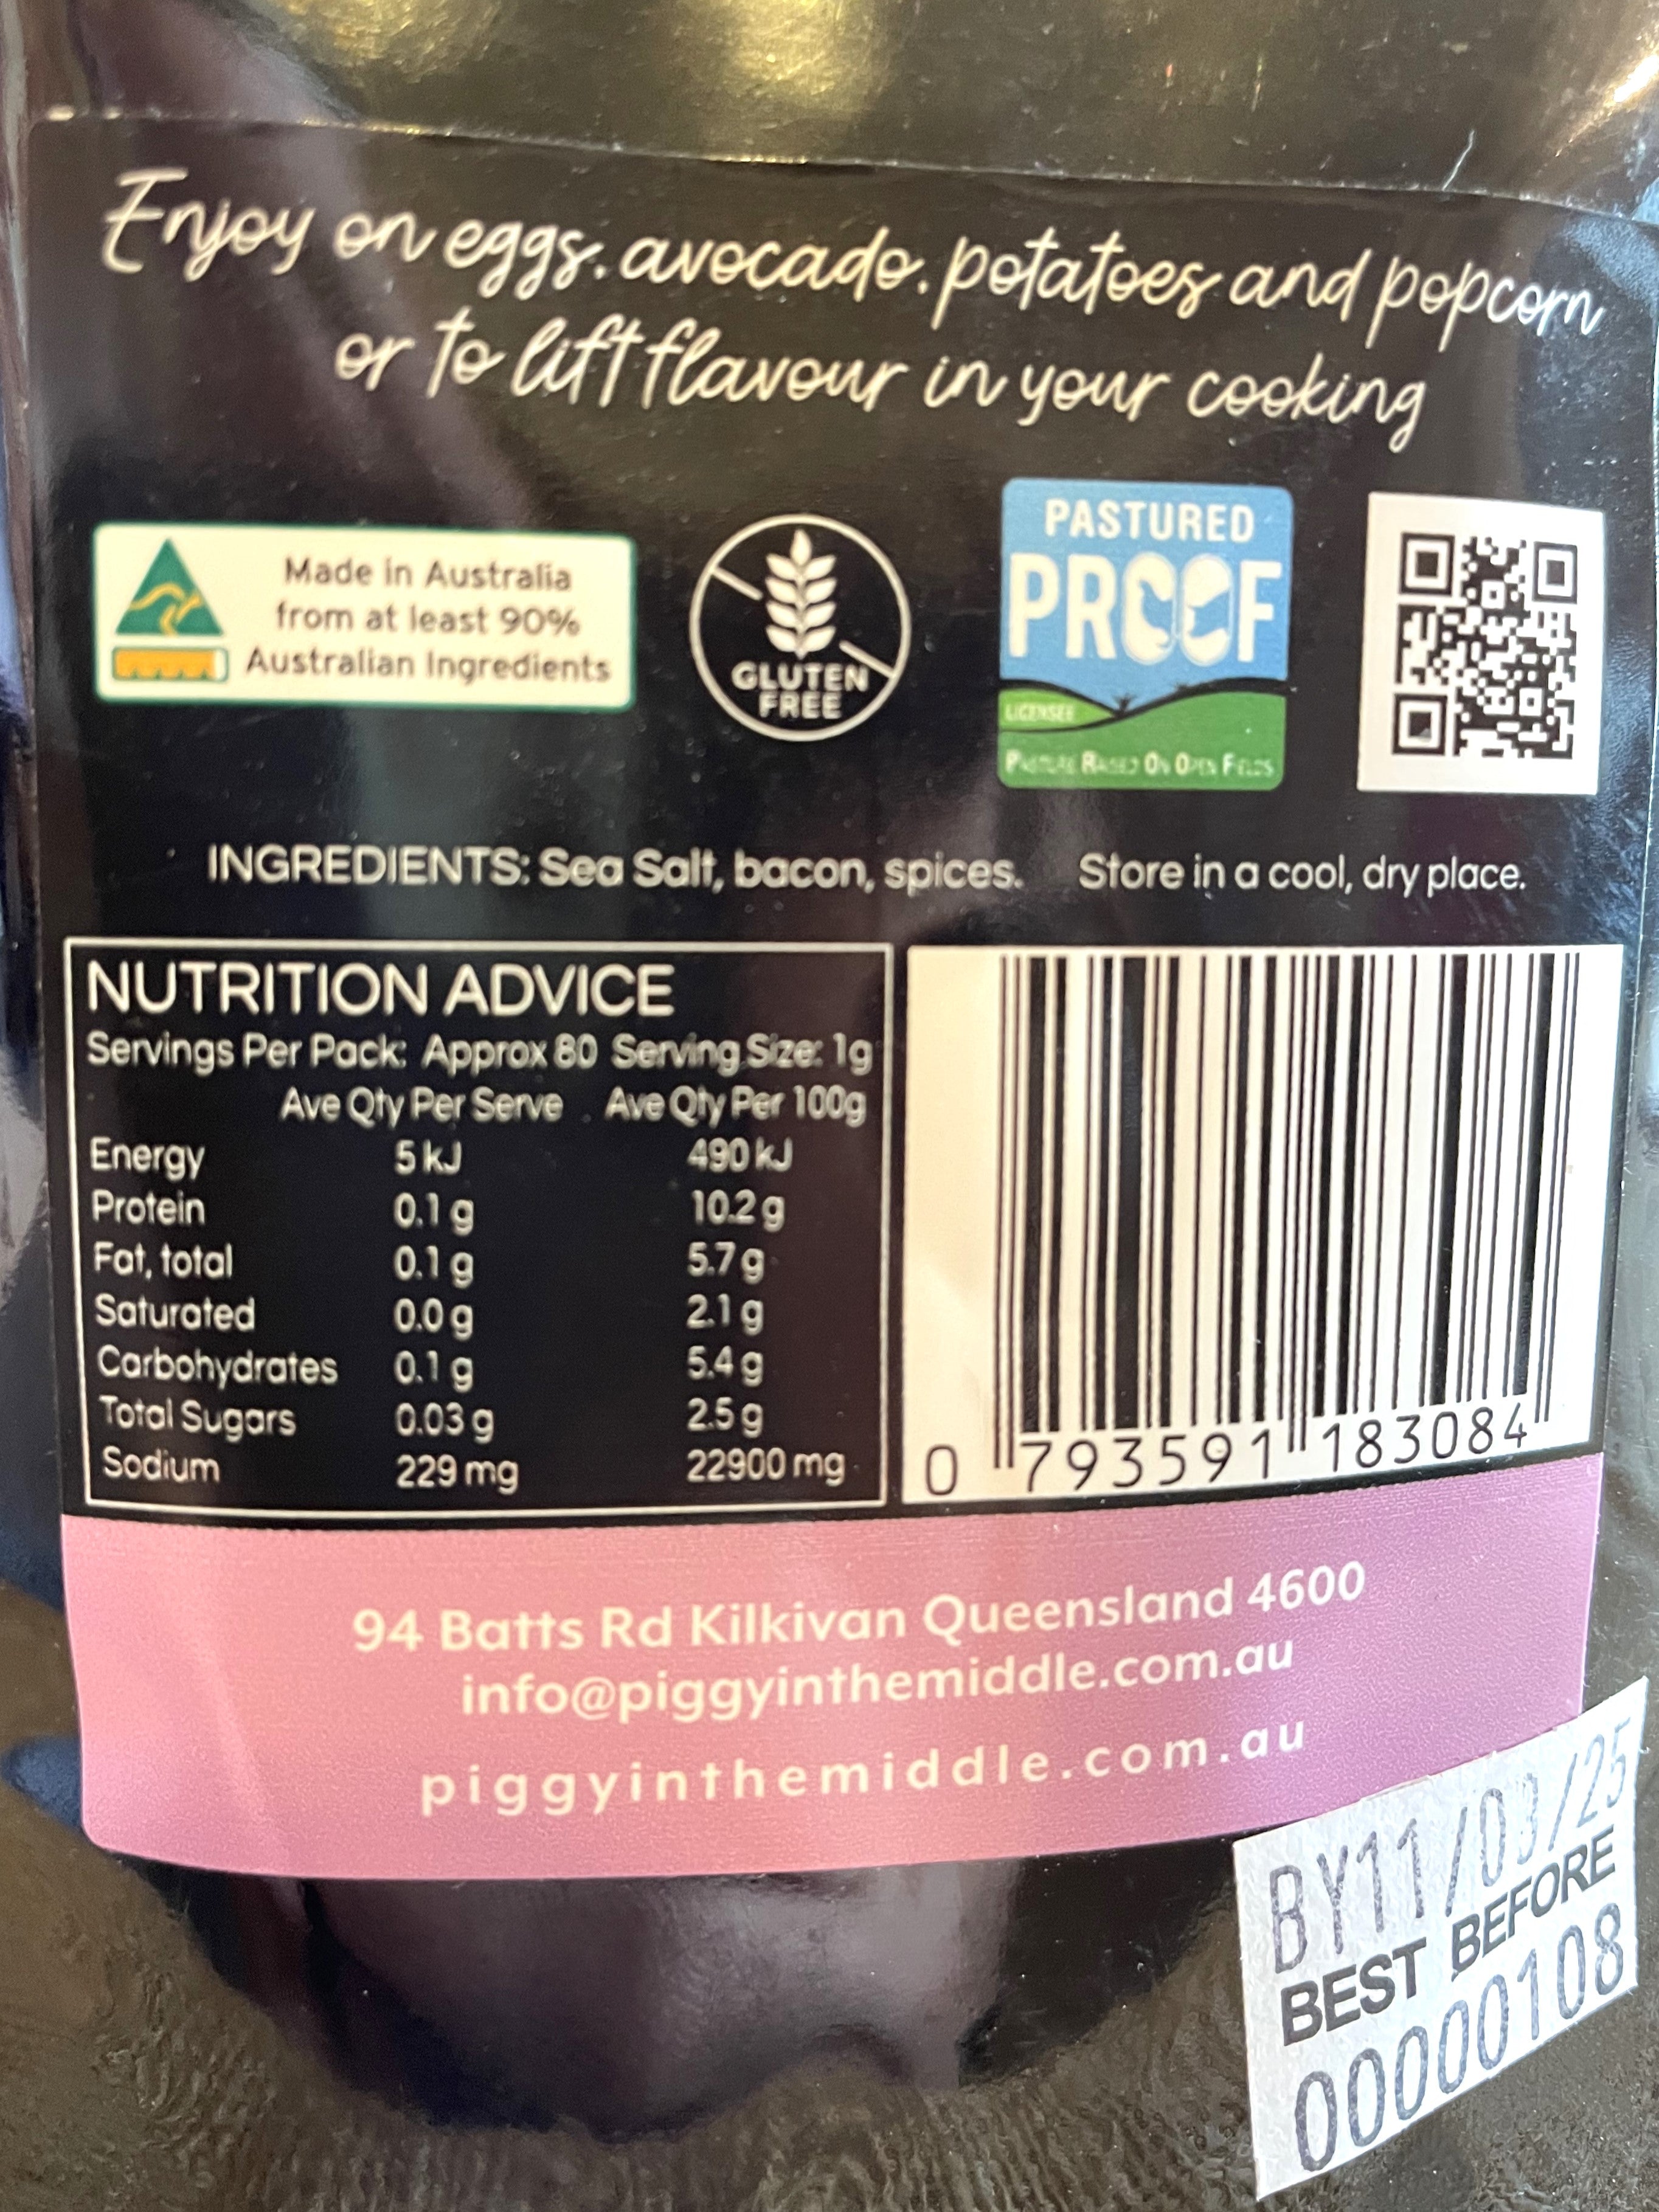 Enjoy on eggs, avocado, potatoes and popcorn
or to lift flavour in your cooking
Made in Australia
from at least 90%
Australian Ingredients
GLUTEN
FREE
PASTURED
PROOF
LICENSEE
PASTURE RAISED ON OPEN FIELDS
INGREDIENTS: Sea Salt, bacon, spices. Store in a cool, dry place.
NUTRITION ADVICE
Servings Per Pack: Approx 80 Serving Size: 1g
Ave Qty Per Serve Ave Qty Per 100g
Energy 5 kJ 490 kJ
Protein 0.1 g 10.2 g
Fat, total 0.1 g 5.7 g
Saturated 0.0 g 2.1 g
Carbohydrates 0.1 g 5.4 g
Total Sugars 0.03 g 2.5 g
Sodium 229 mg 22900 mg
0 793591 183084
94 Batts Rd Kilkivan Queensland 4600
info@piggyinthemiddle.com.au
piggyinthemiddle.com.au
BEST BEFORE
00000108